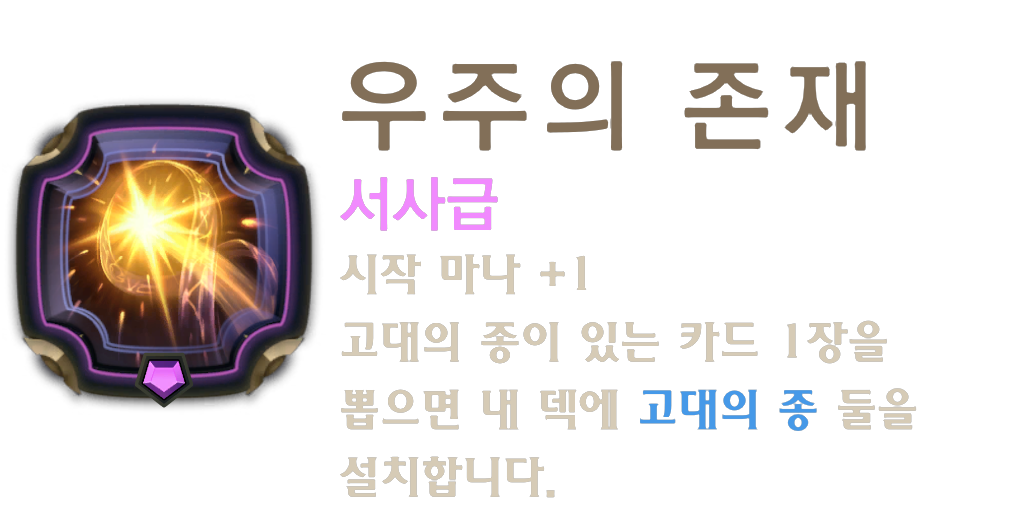 우주의 존재
서사급
시작 마나 +1
고대의 종이 있는 카드 1장을
뽑으면 내 덱에 고대의 종 둘을
설치합니다.